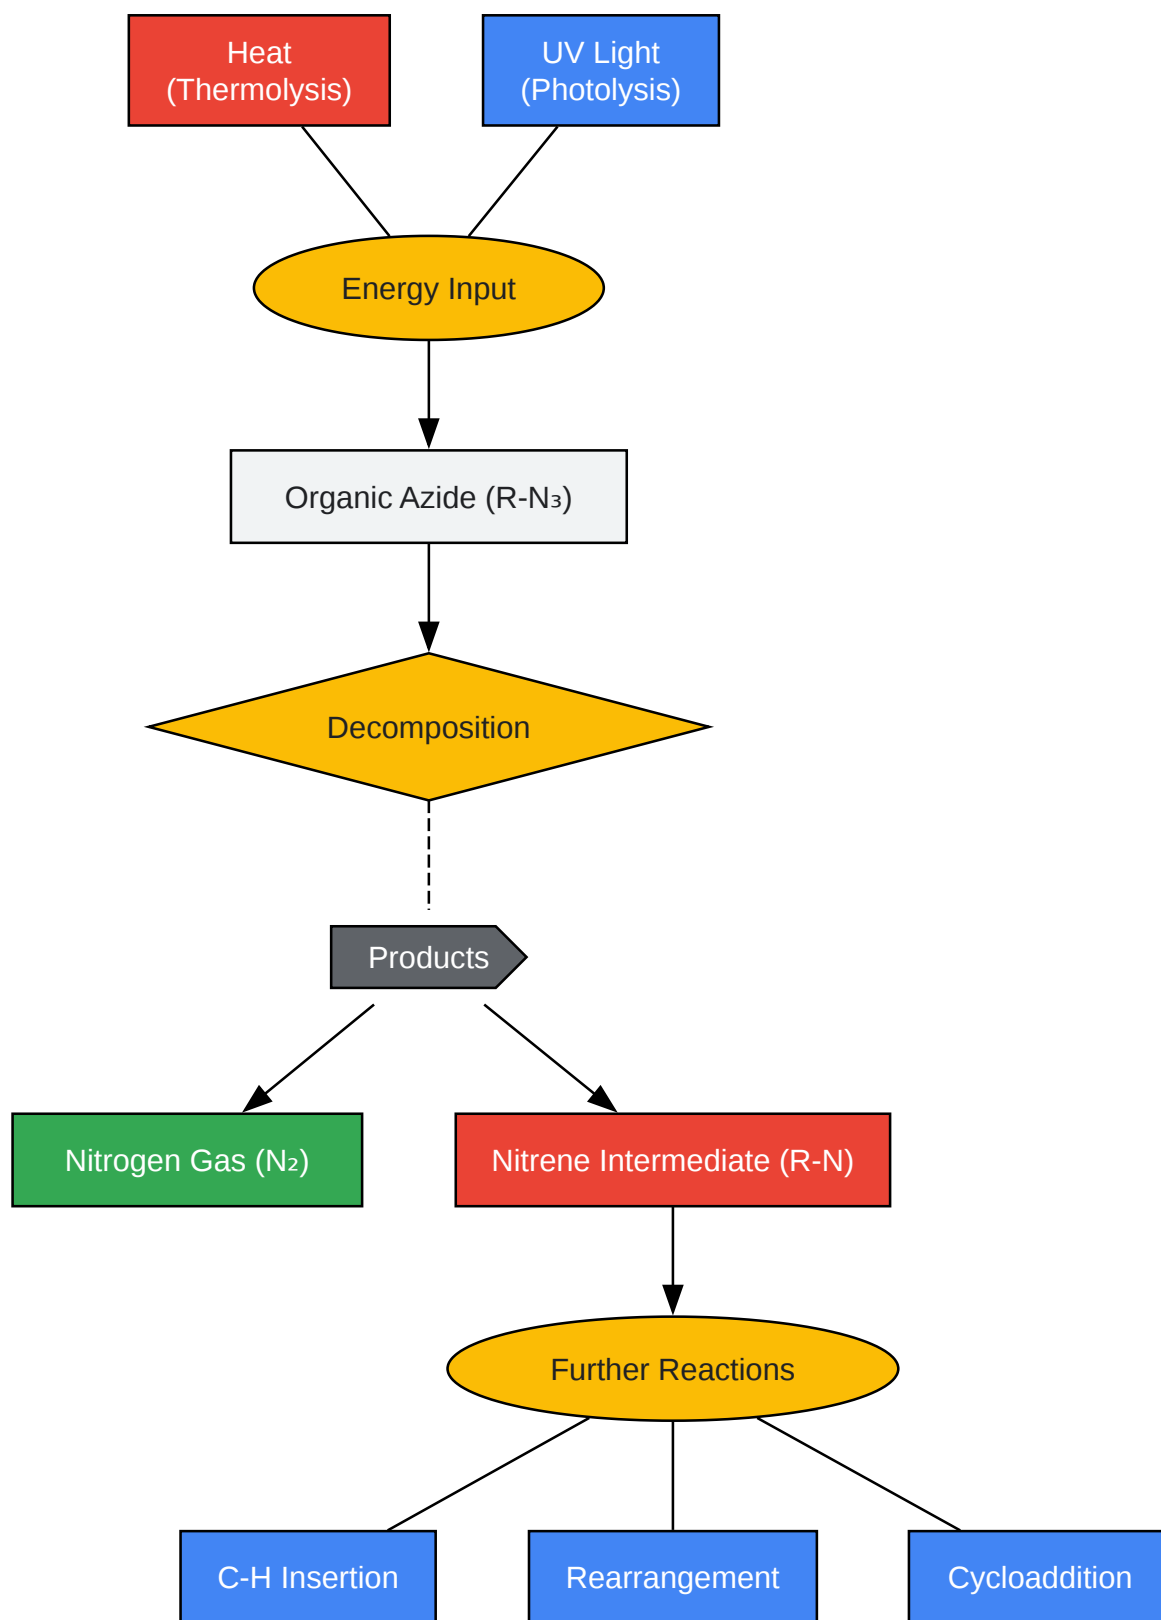 Heat
(Thermolysis)
UV Light
(Photolysis)
Energy Input
Organic Azide (R-N₃)
Decomposition
Products
Nitrogen Gas (N₂)
Nitrene Intermediate (R-N)
Further Reactions
C-H Insertion
Rearrangement
Cycloaddition